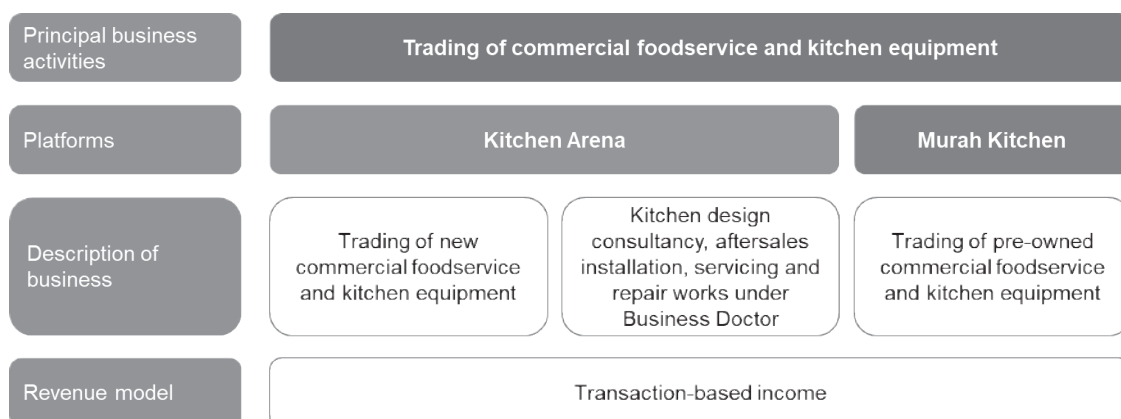 Principal business
activities
Trading of commercial foodservice and kitchen equipment
Platforms
Kitchen Arena
Murah Kitchen
Description of
business
Trading of new
commercial foodservice
and kitchen equipment
Kitchen design
consultancy, aftersales
installation, servicing and
repair works under
Business Doctor
Trading of pre-owned
commercial foodservice
and kitchen equipment
Revenue model
Transaction-based income